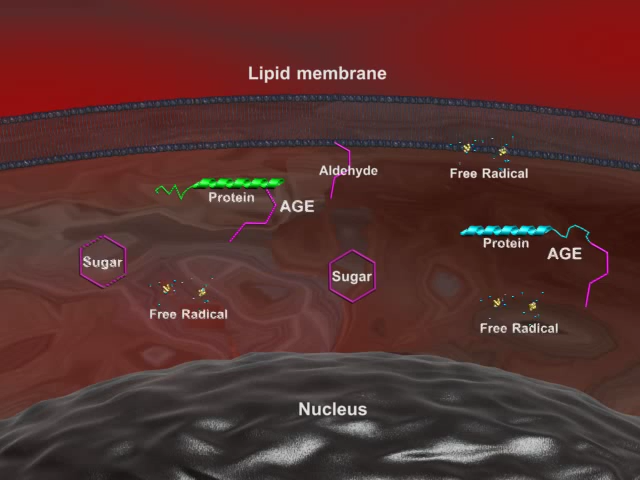 Lipid membrane
Aldehyde
Free Radical
Protein
AGE
Protein
AGE
Sugar
Sugar
Free Radical
Free Radical
Nucleus